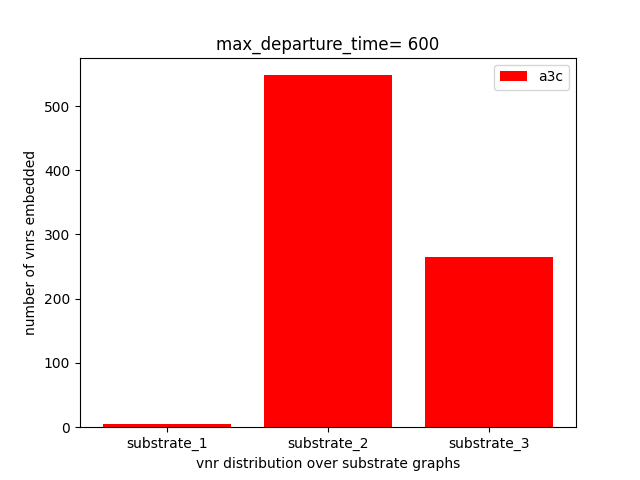 max_departure_time= 600
a3c
number of vnrs embedded
500
400
300
200
100
0
substrate_1 substrate_2 substrate_3
vnr distribution over substrate graphs